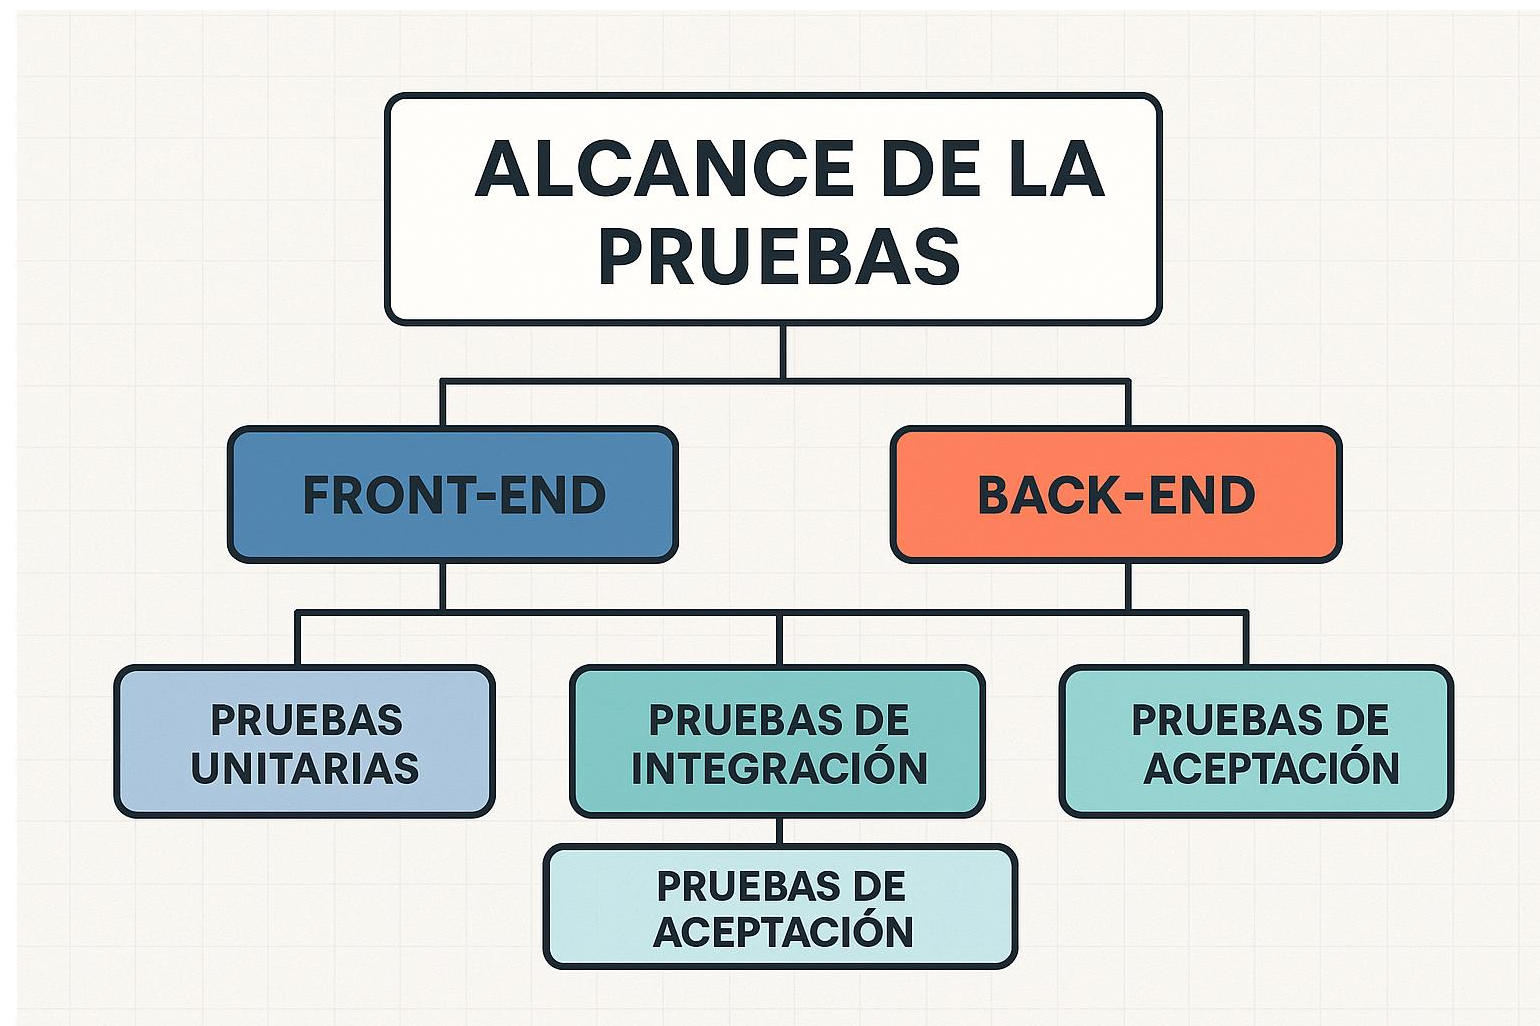 ALCANCE DE LA
PRUEBAS
FRONT-END
BACK-END
PRUEBAS
UNITARIAS
PRUEBAS DE
INTEGRACIÓN
PRUEBAS DE
ACEPTACIÓN
PRUEBAS DE
ACEPTACIÓN